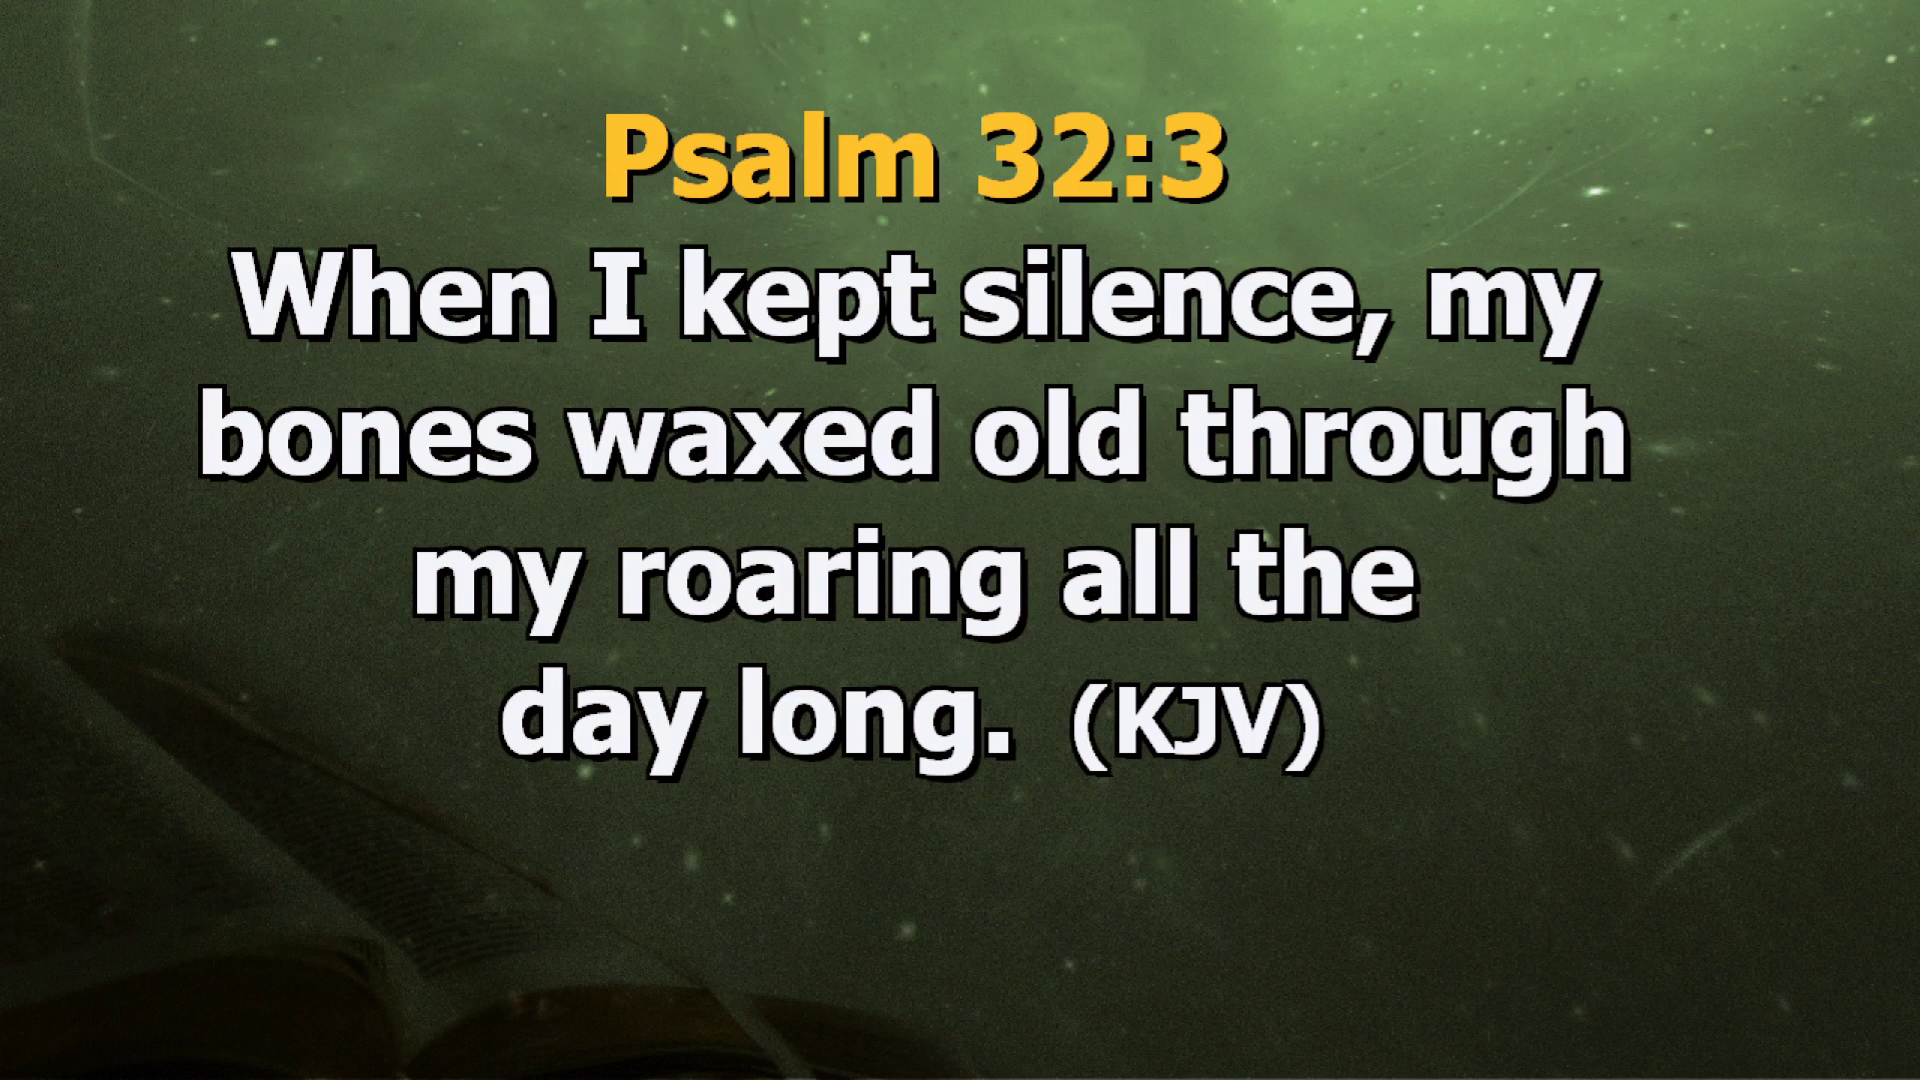 Psalm 32:3
When I kept silence, my
bones waxed old through
my roaring all the
day long. (KJV)